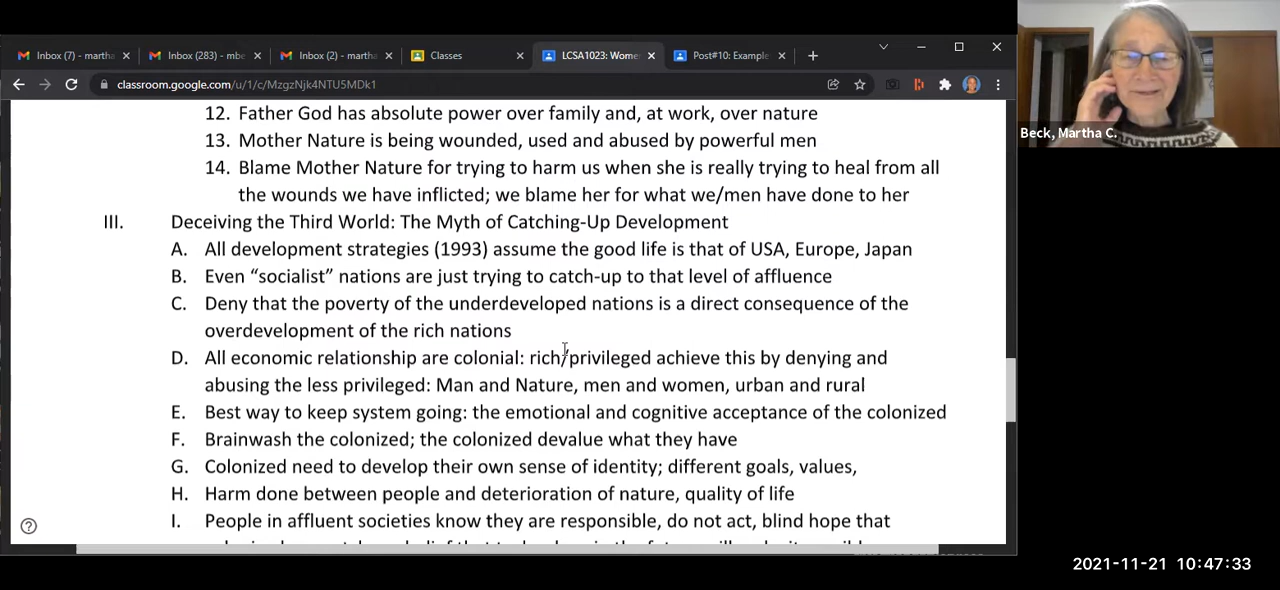 Inbox (7) - martha
Inbox (283) - mbe
Inbox (2) - martha
Classes
LCSA1023: Wome
Post#10: Example
classroom.google.com/u/1/c/MzgzNjk4NTU5MDk1
Beck, Martha C.
12. Father God has absolute power over family and, at work, over nature
13. Mother Nature is being wounded, used and abused by powerful men
14. Blame Mother Nature for trying to harm us when she is really trying to heal from all
the wounds we have inflicted; we blame her for what we/men have done to her
III. Deceiving the Third World: The Myth of Catching-Up Development
A. All development strategies (1993) assume the good life is that of USA, Europe, Japan
B. Even “socialist” nations are just trying to catch-up to that level of affluence
C. Deny that the poverty of the underdeveloped nations is a direct consequence of the
overdevelopment of the rich nations
D. All economic relationship are colonial: rich/privileged achieve this by denying and
abusing the less privileged: Man and Nature, men and women, urban and rural
E. Best way to keep system going: the emotional and cognitive acceptance of the colonized
F. Brainwash the colonized; the colonized devalue what they have
G. Colonized need to develop their own sense of identity; different goals, values,
H. Harm done between people and deterioration of nature, quality of life
I. People in affluent societies know they are responsible, do not act, blind hope that
2021-11-21 10:47:33